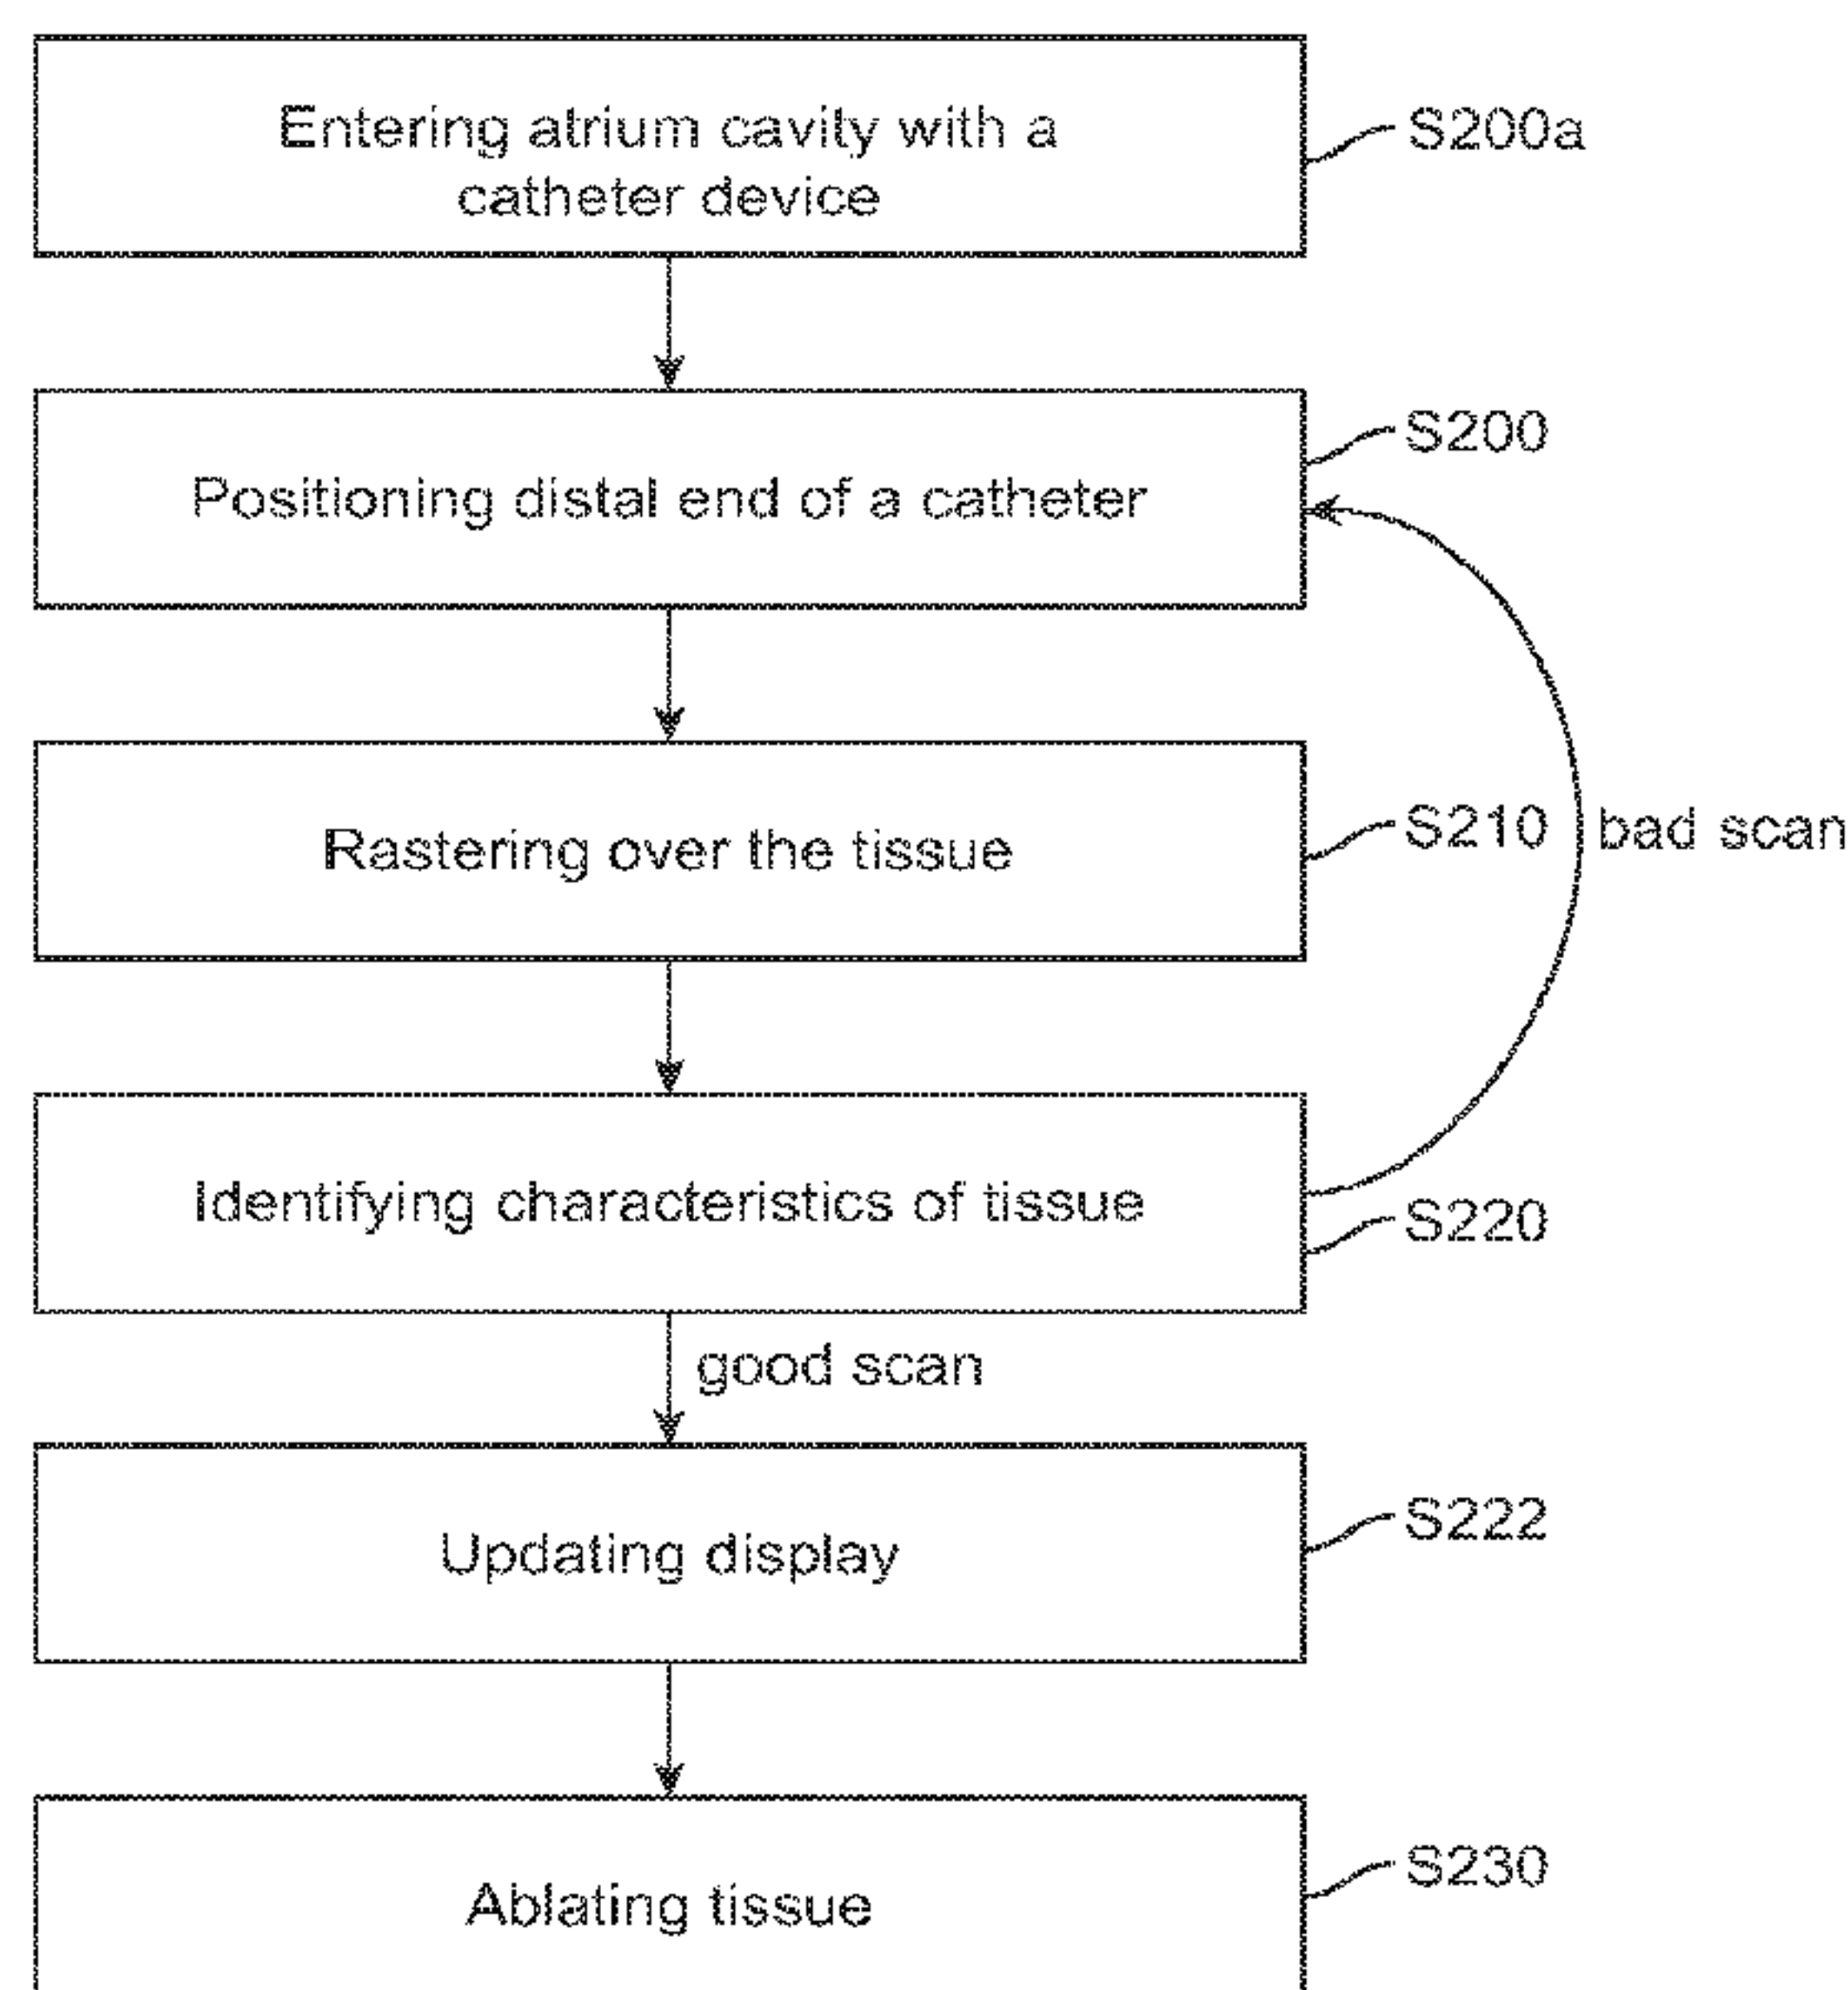 Entering atrium cavity with a
catheter device
S200a
Positioning distal end of a catheter
S200
Rastering over the tissue
S210
bad scan
Identifying characteristics of tissue
S220
good scan
Updating display
S222
Ablating tissue
S230